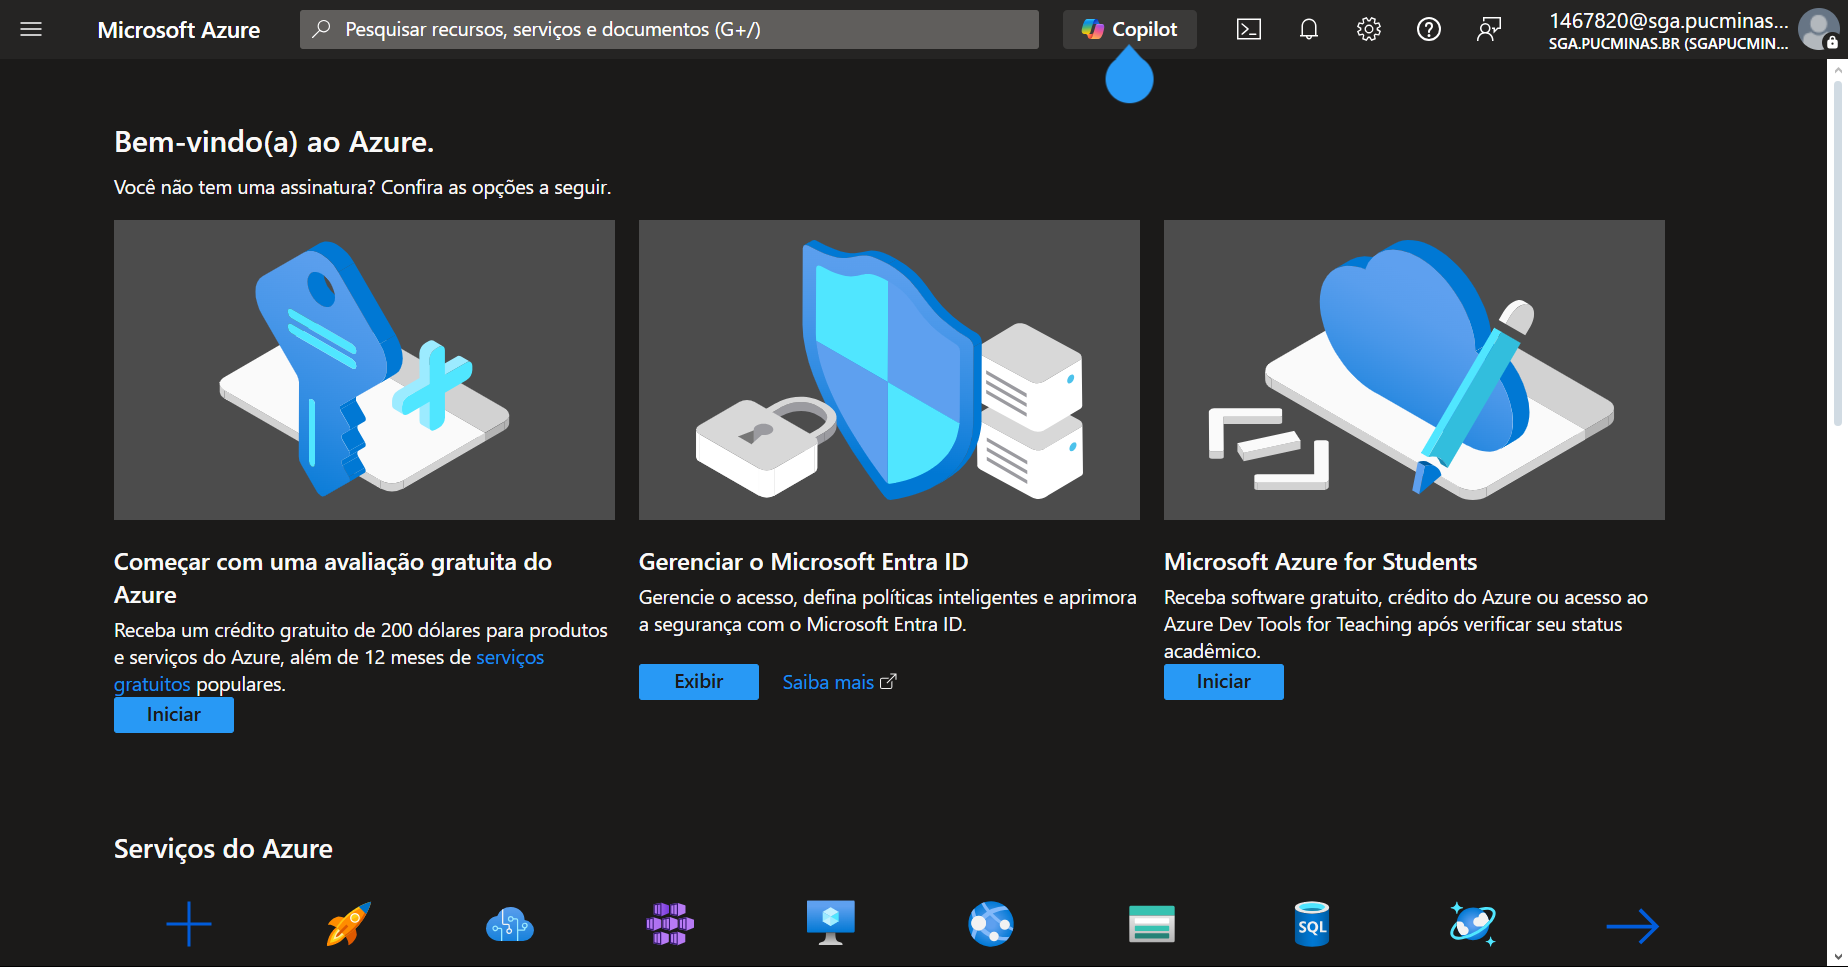 Microsoft Azure
Pesquisar recursos, serviços e documentos (G+/)
Copilot
1467820@sga.pucminas...
SGA.PUCMINAS.BR (SGAPUCMIN...
Bem-vindo(a) ao Azure.
Você não tem uma assinatura? Confira as opções a seguir.
Começar com uma avaliação gratuita do
Azure
Receba um crédito gratuito de 200 dólares para produtos
e serviços do Azure, além de 12 meses de serviços
gratuitos populares.
Iniciar
Gerenciar o Microsoft Entra ID
Gerencie o acesso, defina políticas inteligentes e aprimora
a segurança com o Microsoft Entra ID.
Exibir
Saiba mais
Microsoft Azure for Students
Receba software gratuito, crédito do Azure ou acesso ao
Azure Dev Tools for Teaching após verificar seu status
acadêmico.
Iniciar
Serviços do Azure
SQL